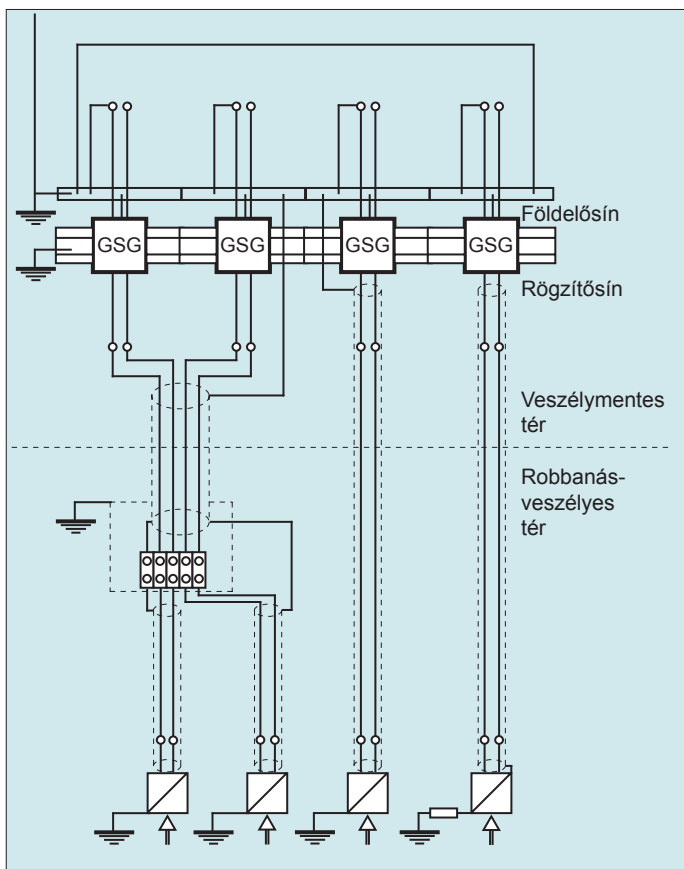 Földelősín
GSG GSG GSG GSG
Rögzítősín
Veszélymentes
tér
Robbanás-
veszélyes
tér